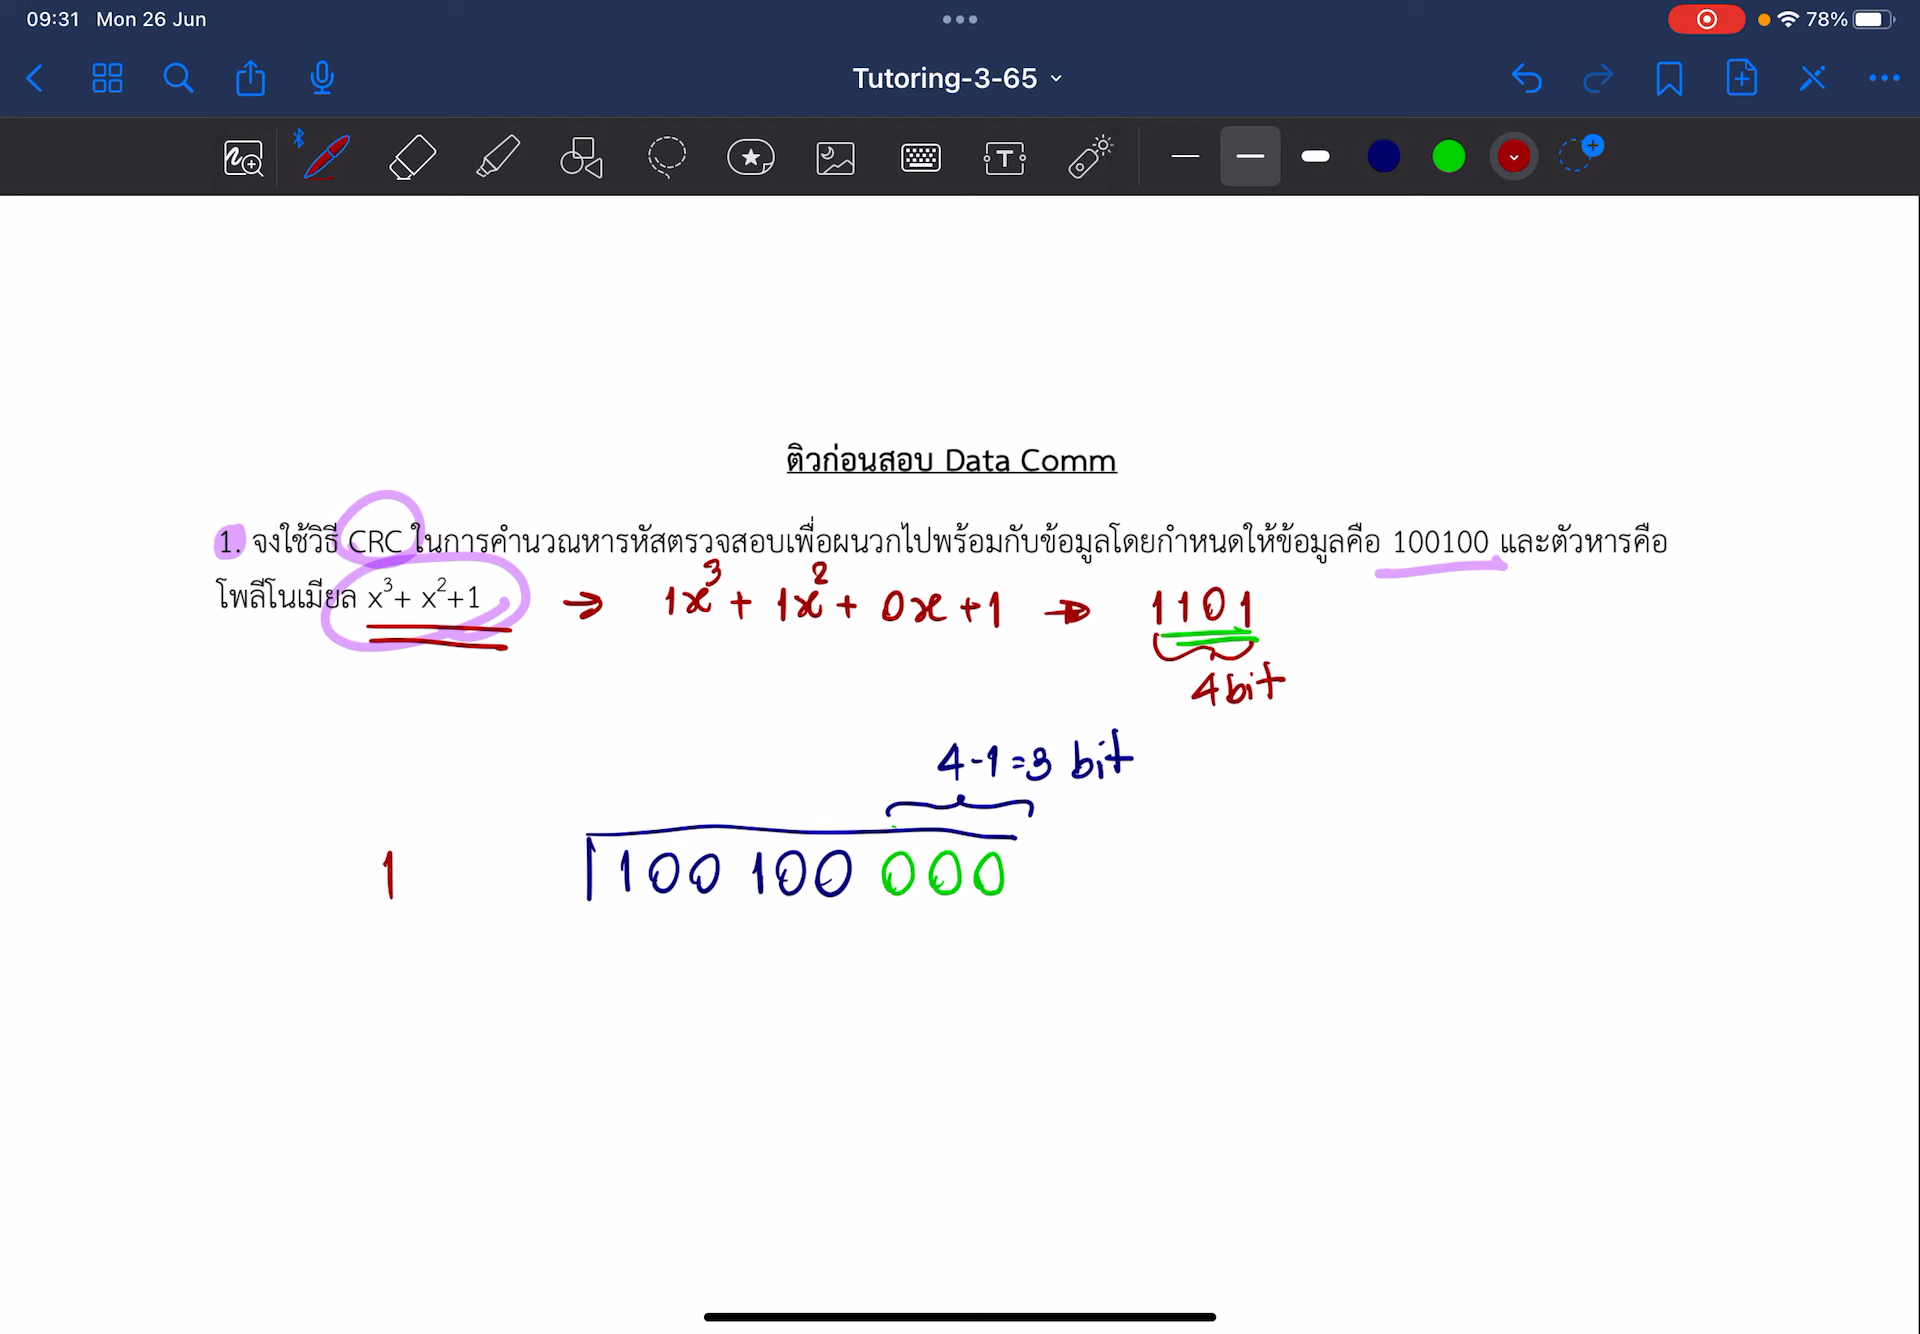 09:31 Mon 26 Jun
78%
Tutoring-3-65
T
ติวก่อนสอบ Data Comm
1. จงใช้วิธี CRC ในการคำนวณหารหัสตรวจสอบเพื่อผนวกไปพร้อมกับข้อมูลโดยกำหนดให้ข้อมูลคือ 100100 และตัวหารคือ
โพลีโนเมียล x³+ x²+1 → 1x³ + 1x² + 0x + 1 → 1101
4 bit
4-1=3 bit
1 100 100 000